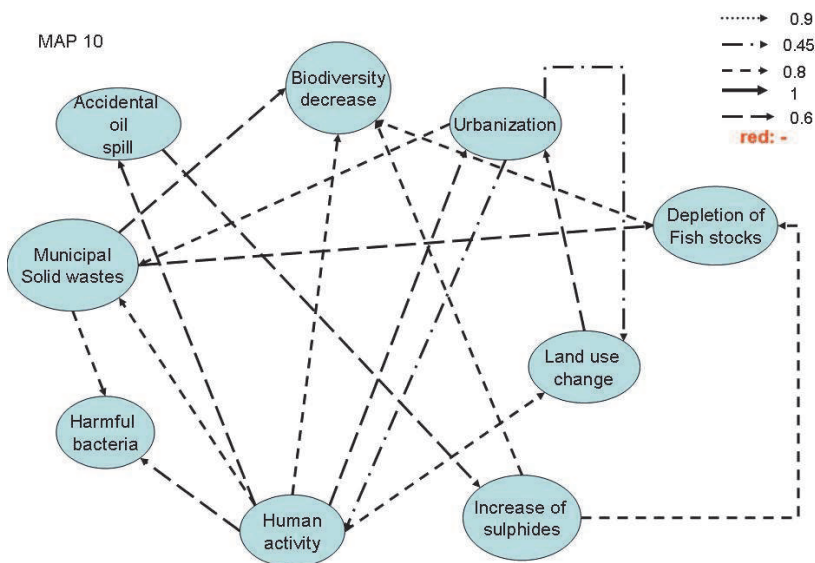 MAP 10
Accidental
oil
spill
Biodiversity
decrease
Urbanization
0.9
0.45
0.8
1
0.6
red: -
Depletion of
Fish stocks
Municipal
Solid wastes
Land use
change
Harmful
bacteria
Human
activity
Increase of
sulphides